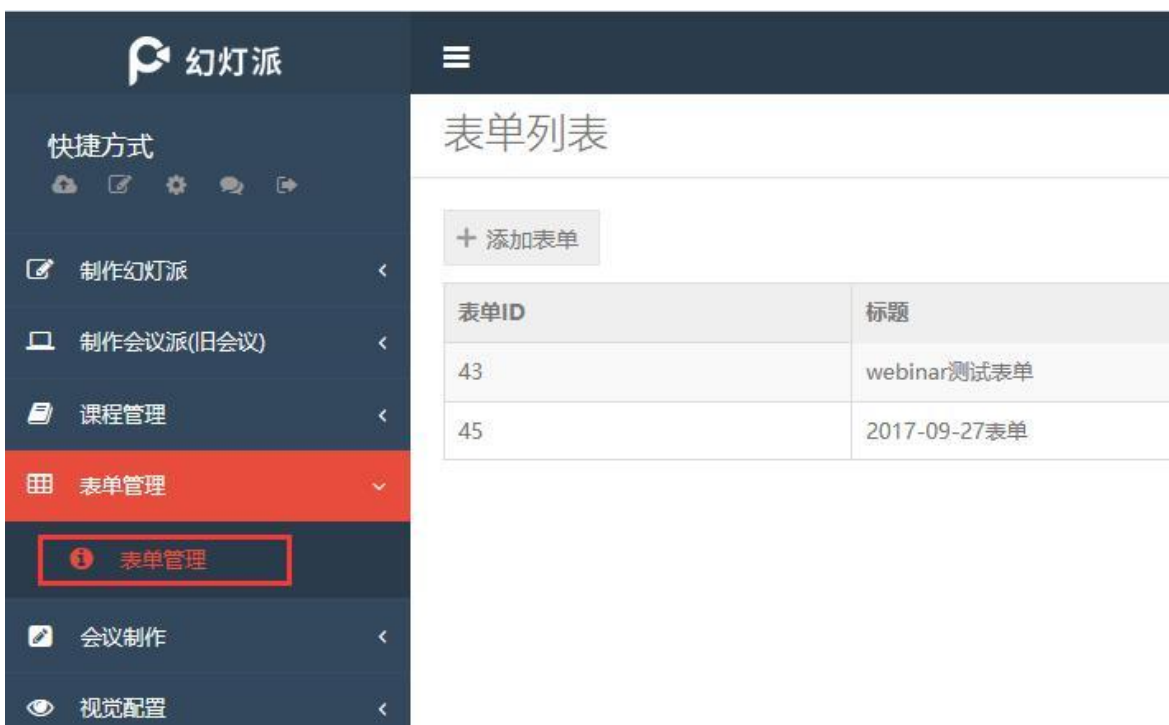 幻灯派
快捷方式
制作幻灯派
制作会议派(旧会议)
课程管理
表单管理
表单管理
会议制作
视觉配置
表单列表
+ 添加表单
表单ID 标题
43 webinar测试表单
45 2017-09-27表单